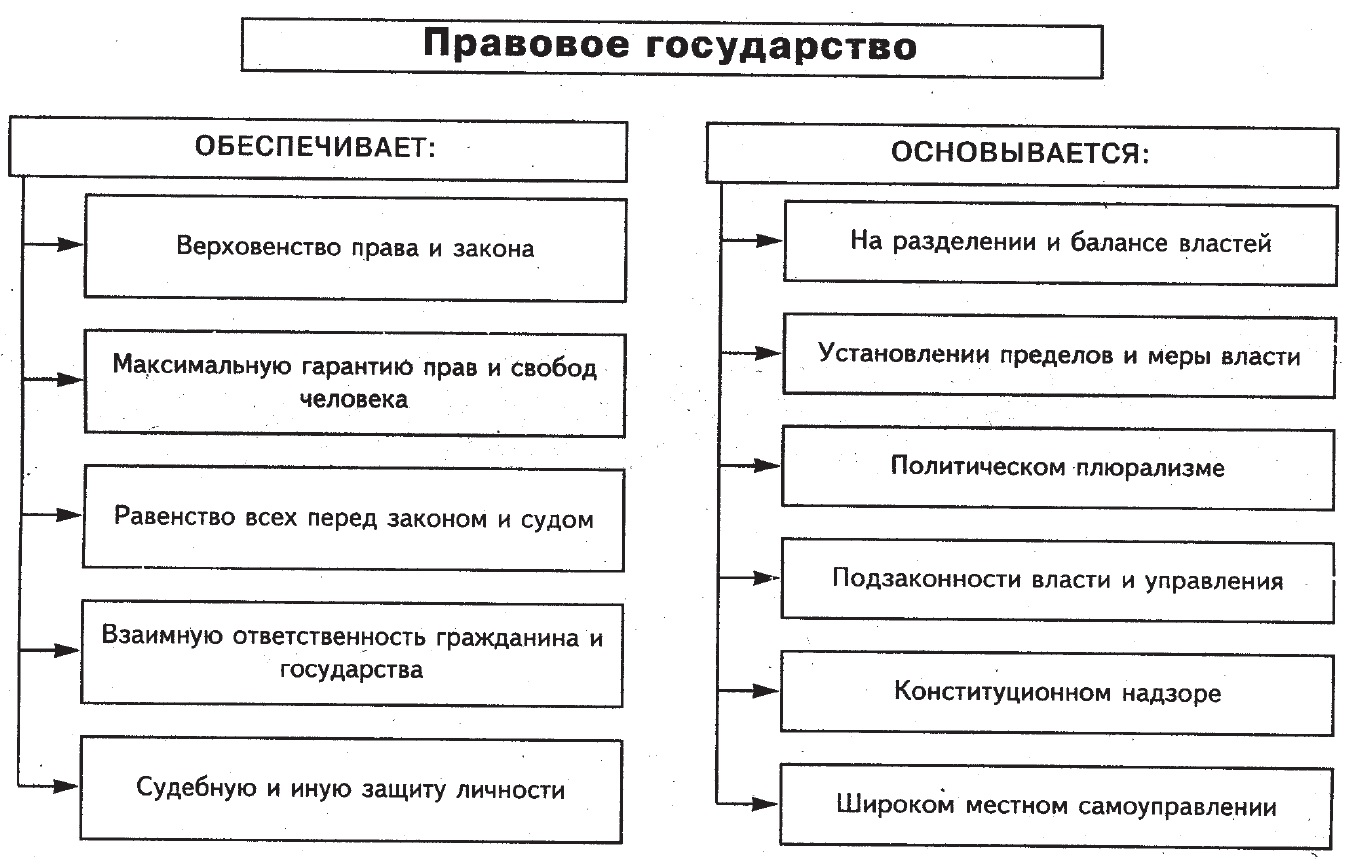 Правовое государство
ОБЕСПЕЧИВАЕТ:
Верховенство права и закона
Максимальную гарантию прав и свобод
человека
Равенство всех перед законом и судом
Взаимную ответственность гражданина и
государства
Судебную и иную защиту личности
ОСНОВЫВАЕТСЯ:
На разделении и балансе властей
Установлении пределов и меры власти
Политическом плюрализме
Подзаконности власти и управления
Конституционном надзоре
Широком местном самоуправлении